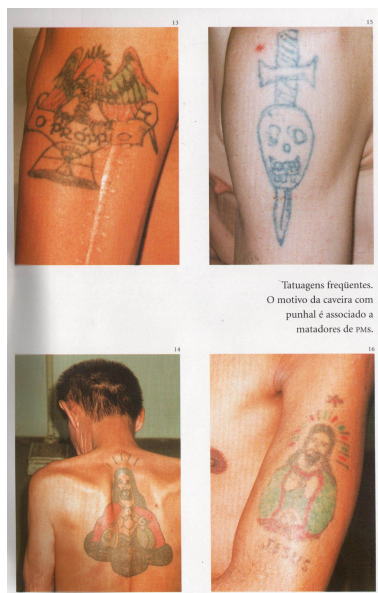 13
15
Tatuagens freqüentes.
O motivo da caveira com
punhal é associado a
matadores de PMs.
14
16
JESUS